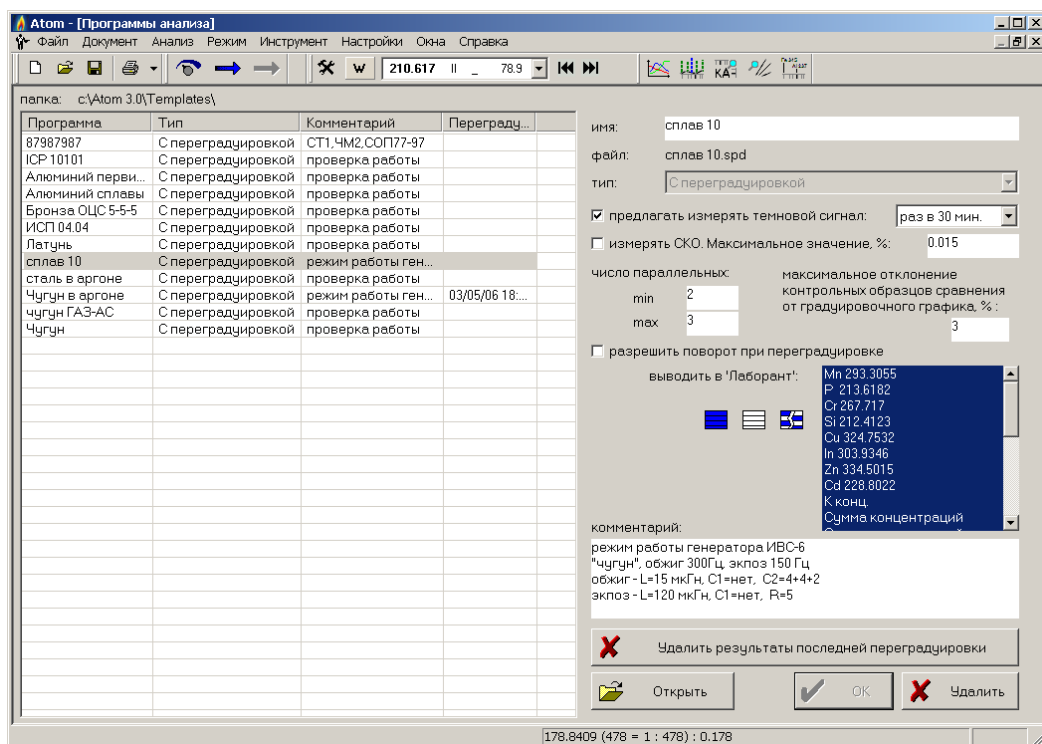 Atom - [Программы анализа]
Файл Документ Анализ Режим Инструмент Настройки Окна Справка
W 210.617 II _ 78.9
папка: c:\Atom 3.0\Templates\
Программа Тип Комментарий Переграду...
87987987 С переградуировкой СТ1,ЧМ2,СОП77-97
ICP 10101 С переградуировкой проверка работы
Алюминий перви... С переградуировкой проверка работы
Алюминий сплавы С переградуировкой проверка работы
Бронза ОЦС 5-5-5 С переградуировкой проверка работы
ИСП 04.04 С переградуировкой проверка работы
Латунь С переградуировкой проверка работы
сплав 10 С переградуировкой режим работы ген...
сталь в аргоне С переградуировкой проверка работы
Чугун в аргоне С переградуировкой режим работы ген... 03/05/06 18:...
чугун ГАЗ-АС С переградуировкой проверка работы
Чугун С переградуировкой проверка работы
имя: сплав 10
файл: сплав 10.spd
тип: С переградуировкой
предлагать измерять темновой сигнал: раз в 30 мин.
измерять СКО. Максимальное значение, %: 0.015
число параллельных:
min 2
max 3
максимальное отклонение
контрольных образцов сравнения
от градуировочного графика, % :
3
разрешить поворот при переградуировке
выводить в 'Лаборант':
Mn 293.3055
P 213.6182
Cr 267.717
Si 212.4123
Cu 324.7532
In 303.9346
Zn 334.5015
Cd 228.8022
К конц.
Сумма концентраций
комментарий:
режим работы генератора ИВС-6
"чугун", обжиг 300Гц, экпоз 150 Гц
обжиг - L=15 мкГн, С1=нет, С2=4+4+2
экпоз - L=120 мкГн, С1=нет, R=5
Удалить результаты последней переградуировки
Открыть
OK
Удалить
178.8409 (478 = 1 : 478) : 0.178